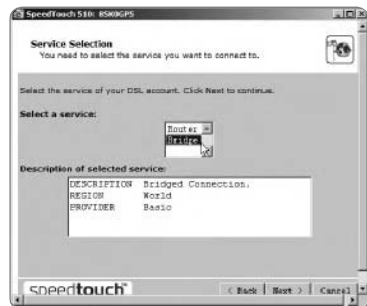 SpeedTouch 510: BSK0GP5
Service Selection
You need to select the service you want to connect to.
Select the service of your DSL account. Click Next to continue.
Select a service:
Router
Bridge
Description of selected service:
DESCRIPTION Bridged Connection.
REGION World
PROVIDER Basic
speedtouch™
< Back Next > Cancel